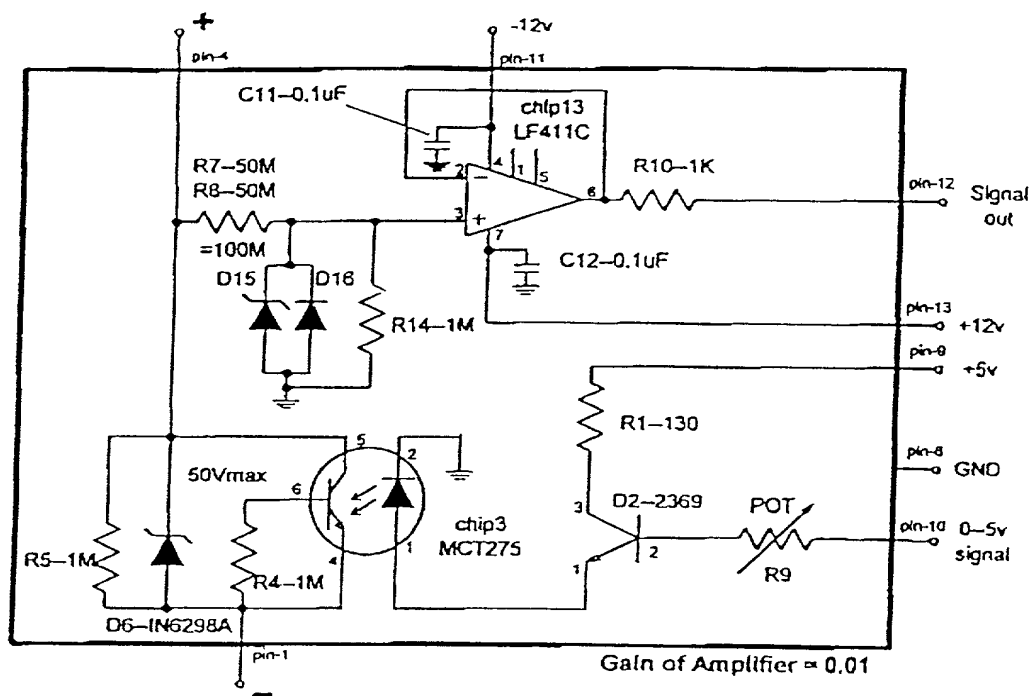 +
-12v
pin-4
pin-11
C11-0.1uF
chip13
LF411C
R7-50M
R8-50M
R10-1K
pin-12
Signal
out
4
1
5
2
-
6
3
+
7
=100M
C12-0.1uF
D15
D16
pin-13
R14-1M
+12v
pin-9
+5v
R1-130
5
2
50Vmax
pin-8
GND
6
D2-2369
POT
3
pin-10
0-5v
signal
chip3
MCT275
2
R5-1M
4
1
R4-1M
1
R9
D6-IN6298A
pin-1
Gain of Amplifier = 0.01
-